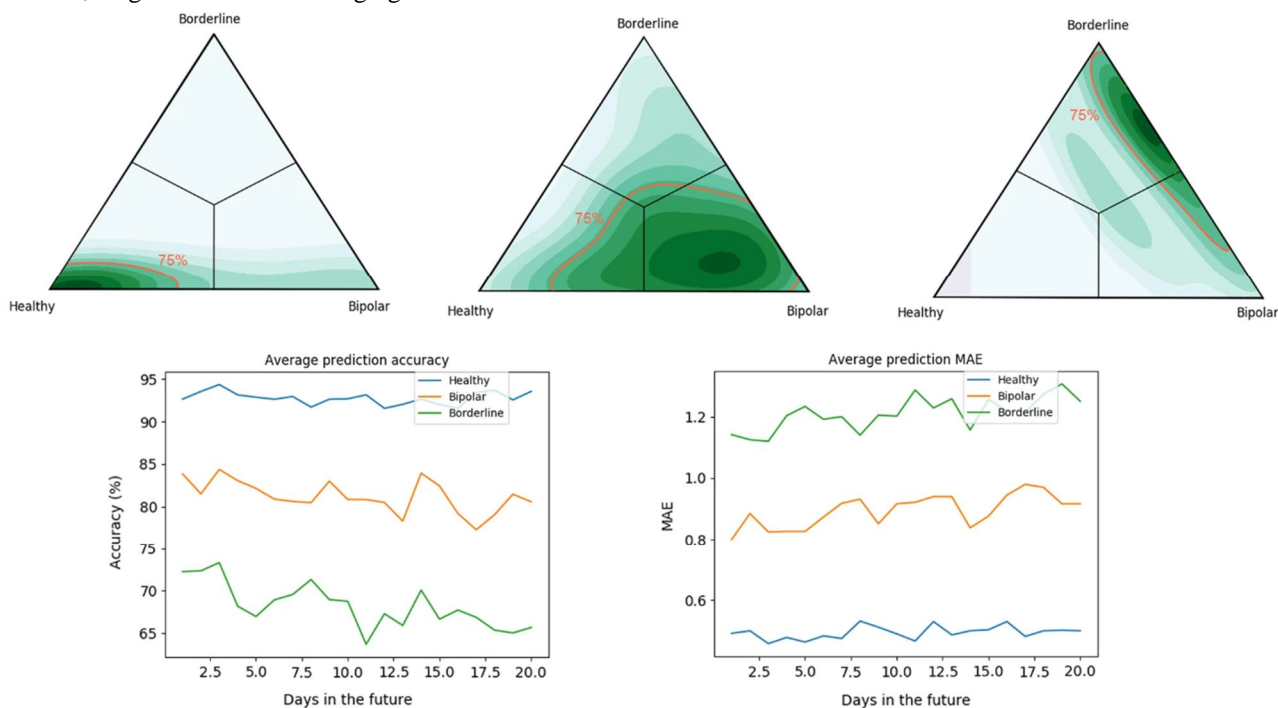 Borderline
75%
Healthy
Bipolar
Borderline
75%
Healthy
Bipolar
Borderline
75%
Healthy
Bipolar
Average prediction accuracy
Healthy
Bipolar
Borderline
95
90
85
80
75
70
65
Accuracy (%)
2.5 5.0 7.5 10.0 12.5 15.0 17.5 20.0
Days in the future
Average prediction MAE
Healthy
Bipolar
Borderline
1.2
1.0
0.8
0.6
MAE
2.5 5.0 7.5 10.0 12.5 15.0 17.5 20.0
Days in the future